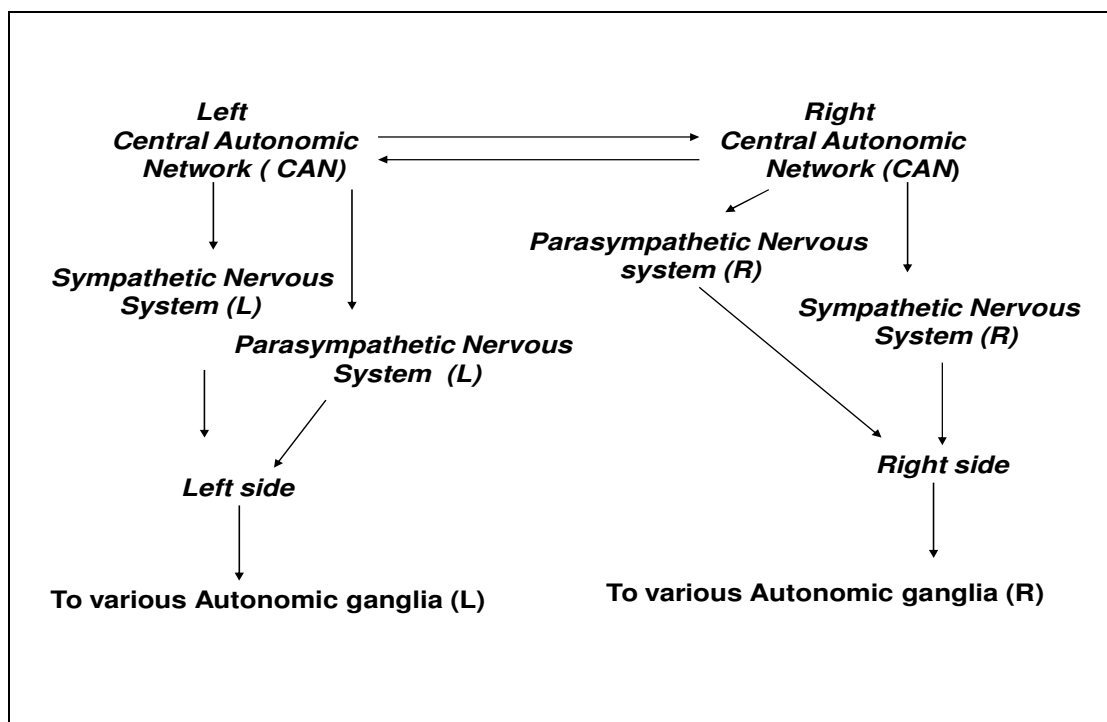 Left
Central Autonomic
Network ( CAN)
Right
Central Autonomic
Network (CAN)
Sympathetic Nervous
System (L)
Parasympathetic Nervous
System (L)
Parasympathetic Nervous
system (R)
Sympathetic Nervous
System (R)
Left side
Right side
To various Autonomic ganglia (L)
To various Autonomic ganglia (R)